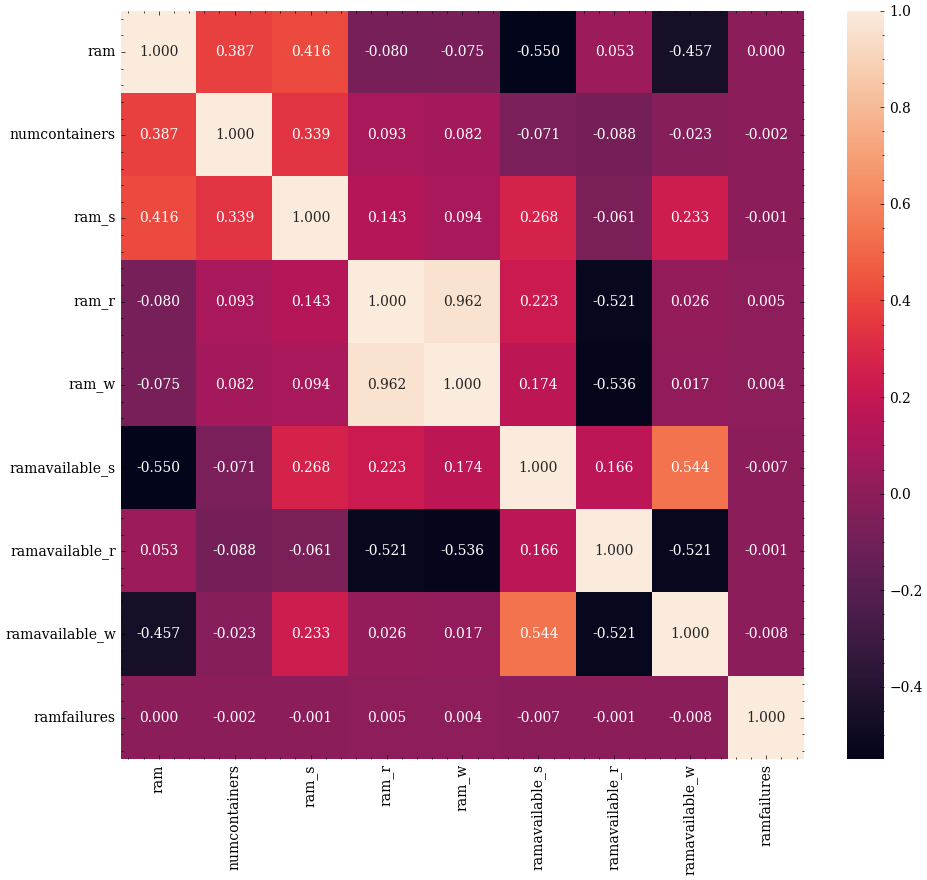 ram 1.000 0.387 0.416 -0.080 -0.075 -0.550 0.053 -0.457 0.000
numcontainers 0.387 1.000 0.339 0.093 0.082 -0.071 -0.088 -0.023 -0.002
ram_s 0.416 0.339 1.000 0.143 0.094 0.268 -0.061 0.233 -0.001
ram_r -0.080 0.093 0.143 1.000 0.962 0.223 -0.521 0.026 0.005
ram_w -0.075 0.082 0.094 0.962 1.000 0.174 -0.536 0.017 0.004
ramavailable_s -0.550 -0.071 0.268 0.223 0.174 1.000 0.166 0.544 -0.007
ramavailable_r 0.053 -0.088 -0.061 -0.521 -0.536 0.166 1.000 -0.521 -0.001
ramavailable_w -0.457 -0.023 0.233 0.026 0.017 0.544 -0.521 1.000 -0.008
ramfailures 0.000 -0.002 -0.001 0.005 0.004 -0.007 -0.001 -0.008 1.000
ram
numcontainers
ram_s
ram_r
ram_w
ramavailable_s
ramavailable_r
ramavailable_w
ramfailures
1.0
0.8
0.6
0.4
0.2
0.0
−0.2
−0.4